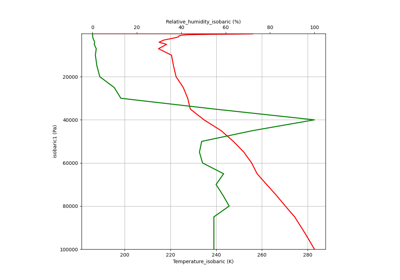 Relative_humidity_isobaric (%)
0 20 40 60 80 100
isobaric1 (Pa)
20000
40000
60000
80000
100000
200 220 240 260 280
Temperature_isobaric (K)